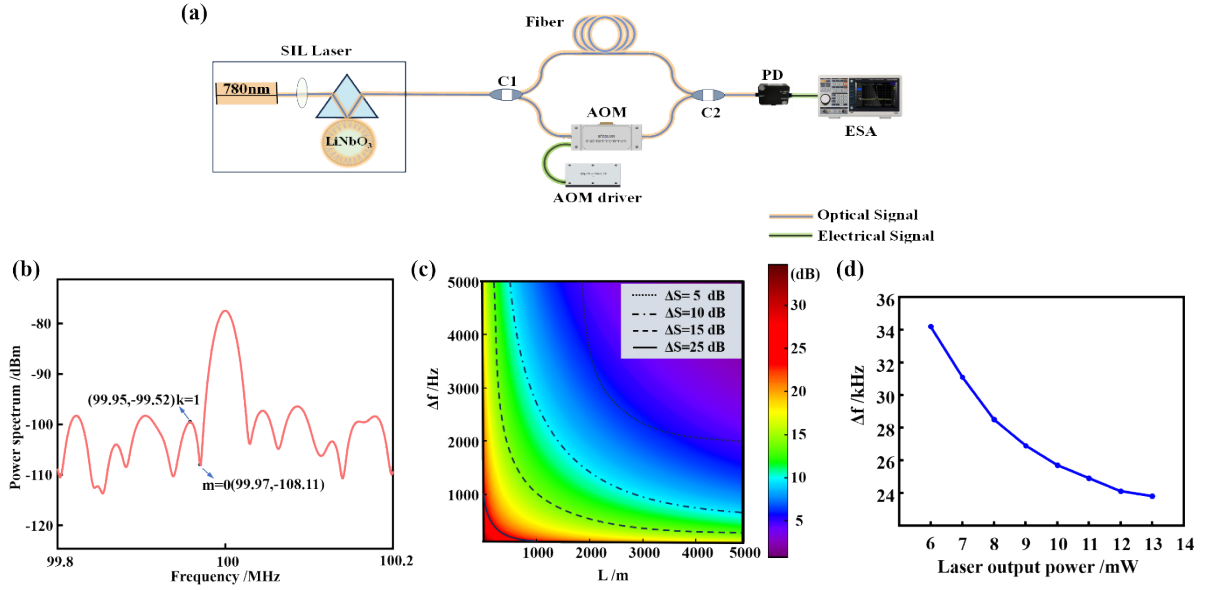 (a)
SIL Laser
780nm
LiNbO₃
C1
Fiber
AOM
AOM driver
C2
PD
ESA
Optical Signal
Electrical Signal
(b)
Power spectrum /dBm
-80
-90
-100
-110
-120
(99.95,-99.52)k=1
m=0(99.97,-108.11)
99.8
100
100.2
Frequency /MHz
(c)
Δf /Hz
5000
4000
3000
2000
1000
ΔS= 5 dB
ΔS=10 dB
ΔS=15 dB
ΔS=25 dB
1000
2000
3000
4000
5000
L /m
(dB)
30
25
20
15
10
5
(d)
Δf /kHz
36
34
32
30
28
26
24
6
7
8
9
10
11
12
13
14
Laser output power /mW